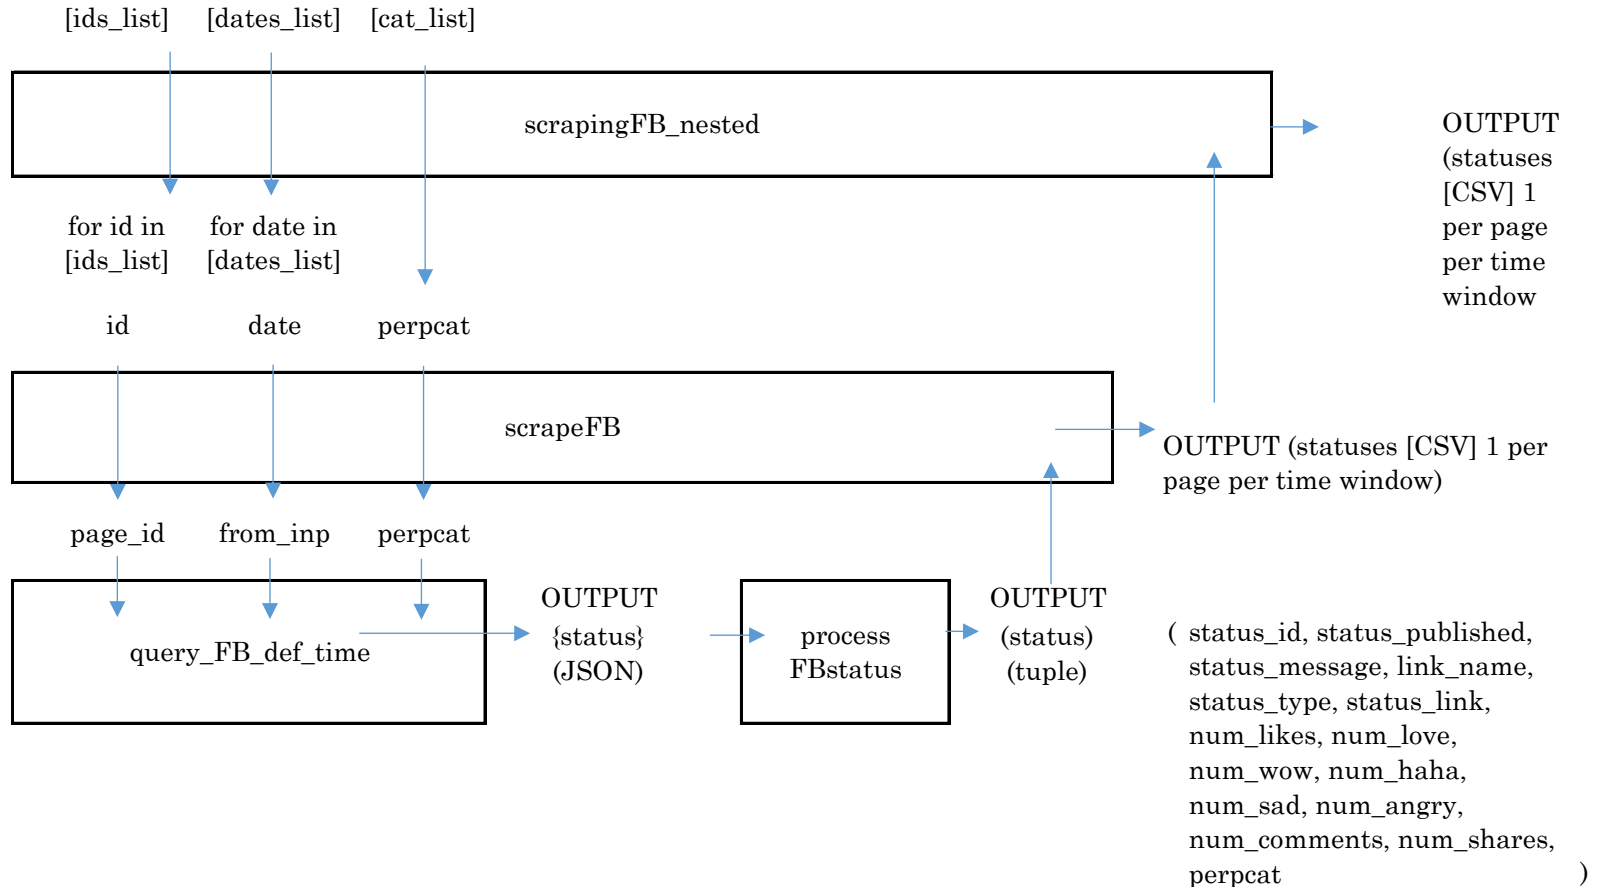 [ids_list] [dates_list] [cat_list]
scrapingFB_nested
OUTPUT
(statuses
[CSV] 1
per page
per time
window
for id in
[ids_list]
for date in
[dates_list]
id date perpcat
scrapeFB
OUTPUT (statuses [CSV] 1 per
page per time window)
page_id from_inp perpcat
query_FB_def_time
OUTPUT
{status}
(JSON)
process
FBstatus
OUTPUT
(status)
(tuple)
( status_id, status_published,
status_message, link_name,
status_type, status_link,
num_likes, num_love,
num_wow, num_haha,
num_sad, num_angry,
num_comments, num_shares,
perpcat )